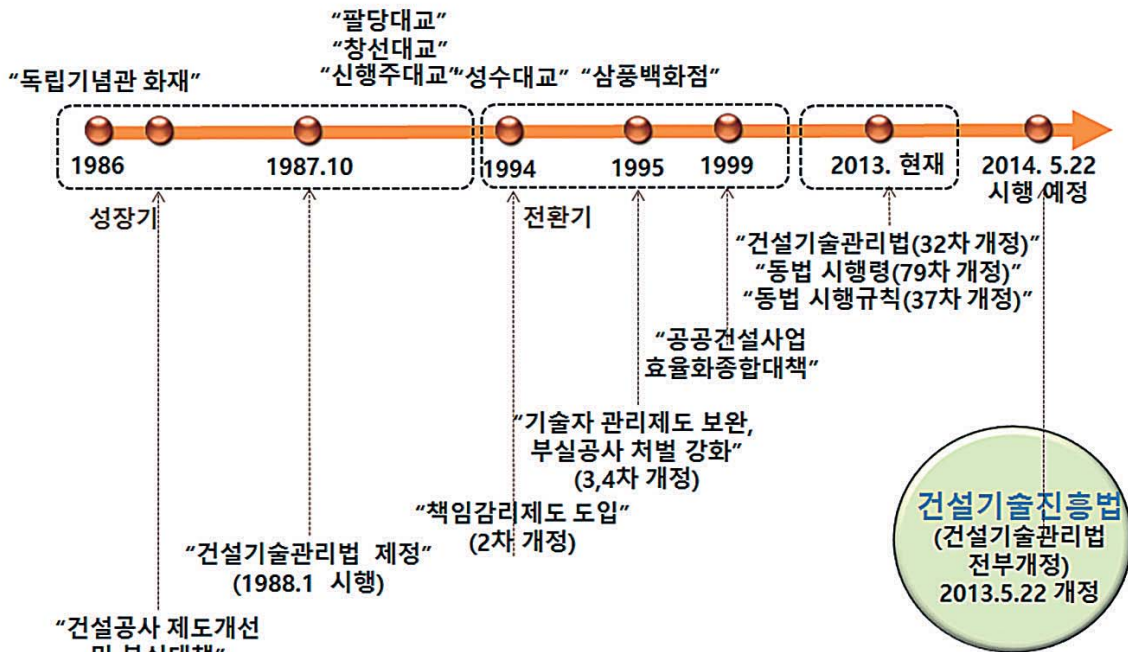 “팔당대교”
“창선대교”
“독립기념관 화재”
“신행주대교”
“성수대교”
“삼풍백화점”
1986
1987.10
1994
1995
1999
2013. 현재
2014. 5.22
시행 예정
성장기
전환기
“건설기술관리법(32차 개정)”
“동법 시행령(79차 개정)”
“동법 시행규칙(37차 개정)”
“공공건설사업
효율화종합대책”
“기술자 관리제도 보완,
부실공사 처벌 강화”
(3,4차 개정)
“책임감리제도 도입”
(2차 개정)
“건설기술관리법 제정”
(1988.1 시행)
건설기술진흥법
(건설기술관리법
전부개정)
2013.5.22 개정
“건설공사 제도개선